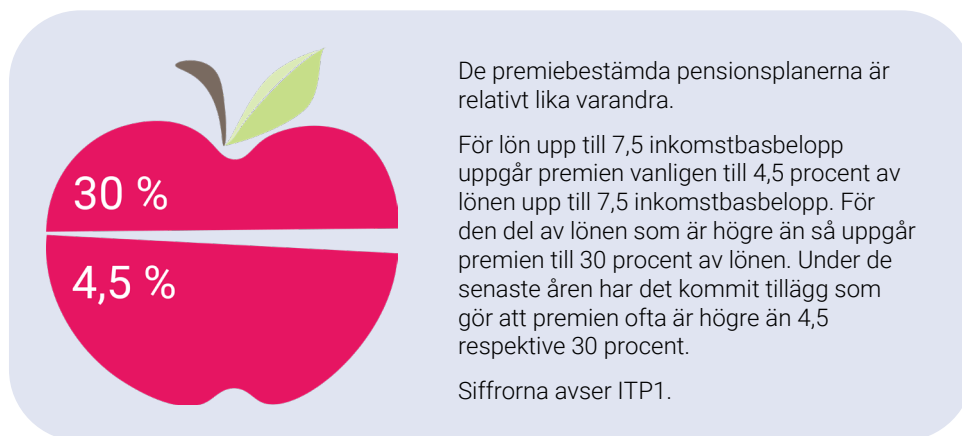 30 %
4,5 %
De premiebestämda pensionsplanerna är
relativt lika varandra.
För lön upp till 7,5 inkomstbasbelopp
uppgår premien vanligen till 4,5 procent av
lönen upp till 7,5 inkomstbasbelopp. För
den del av lönen som är högre än så uppgår
premien till 30 procent av lönen. Under de
senaste åren har det kommit tillägg som
gör att premien ofta är högre än 4,5
respektive 30 procent.
Siffrorna avser ITP1.